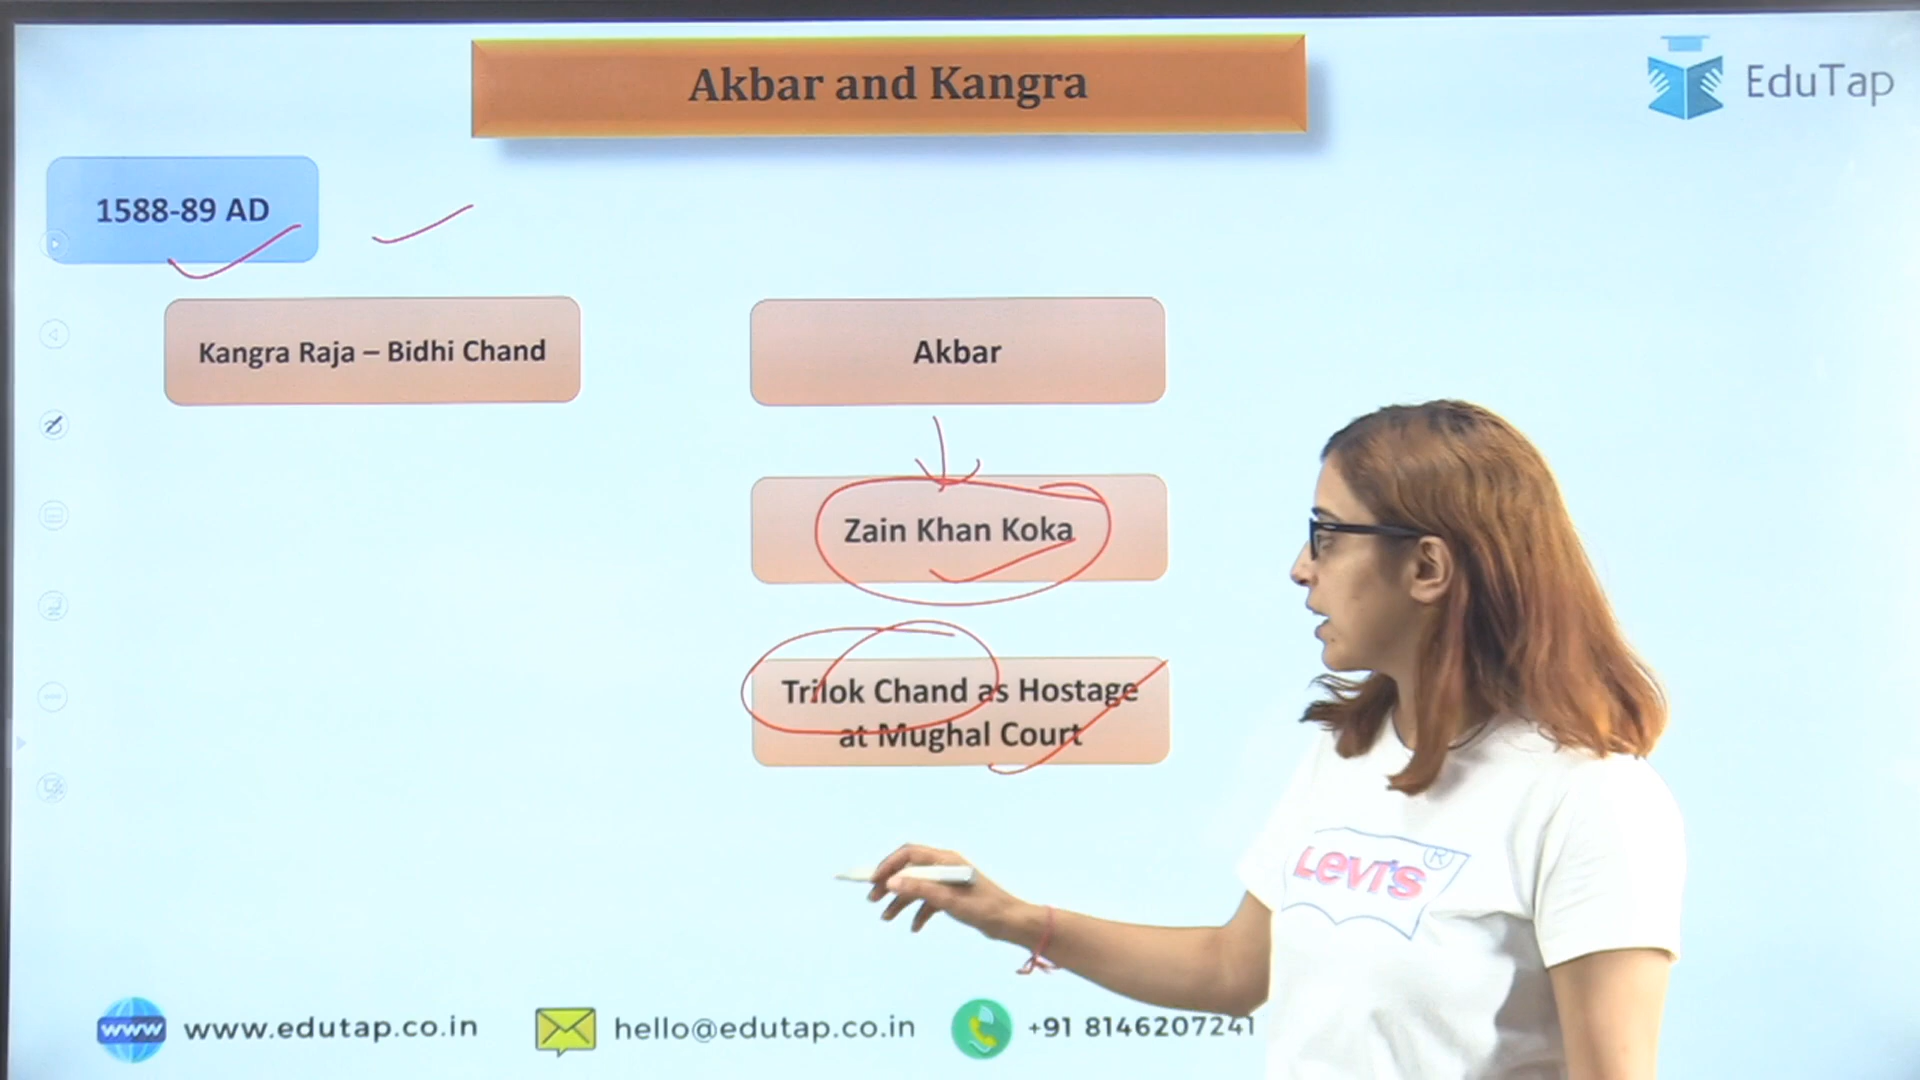 Akbar and Kangra
EduTap
1588-89 AD
Kangra Raja – Bidhi Chand
Akbar
Zain Khan Koka
Trilok Chand as Hostage
at Mughal Court
LEVI'S
®
www
www.edutap.co.in
hello@edutap.co.in
+91 8146207241